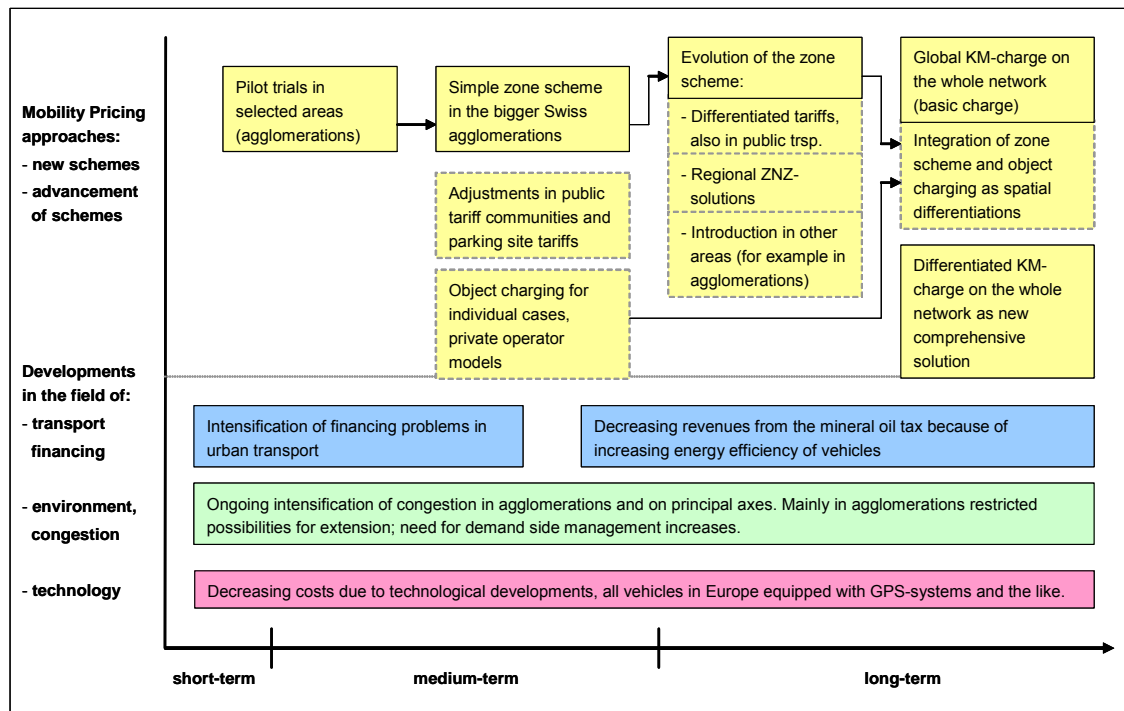 Mobility Pricing
approaches:
- new schemes
- advancement
of schemes
Pilot trials in
selected areas
(agglomerations)
Simple zone scheme
in the bigger Swiss
agglomerations
Adjustments in public
tariff communities and
parking site tariffs
Object charging for
individual cases,
private operator
models
Evolution of the zone
scheme:
- Differentiated tariffs,
also in public trsp.
- Regional ZNZ-
solutions
- Introduction in other
areas (for example in
agglomerations)
Global KM-charge on
the whole network
(basic charge)
Integration of zone
scheme and object
charging as spatial
differentiations
Differentiated KM-
charge on the whole
network as new
comprehensive
solution
Developments
in the field of:
- transport
financing
Intensification of financing problems in
urban transport
Decreasing revenues from the mineral oil tax because of
increasing energy efficiency of vehicles
- environment,
congestion
Ongoing intensification of congestion in agglomerations and on principal axes. Mainly in agglomerations restricted
possibilities for extension; need for demand side management increases.
- technology
Decreasing costs due to technological developments, all vehicles in Europe equipped with GPS-systems and the like.
short-term
medium-term
long-term